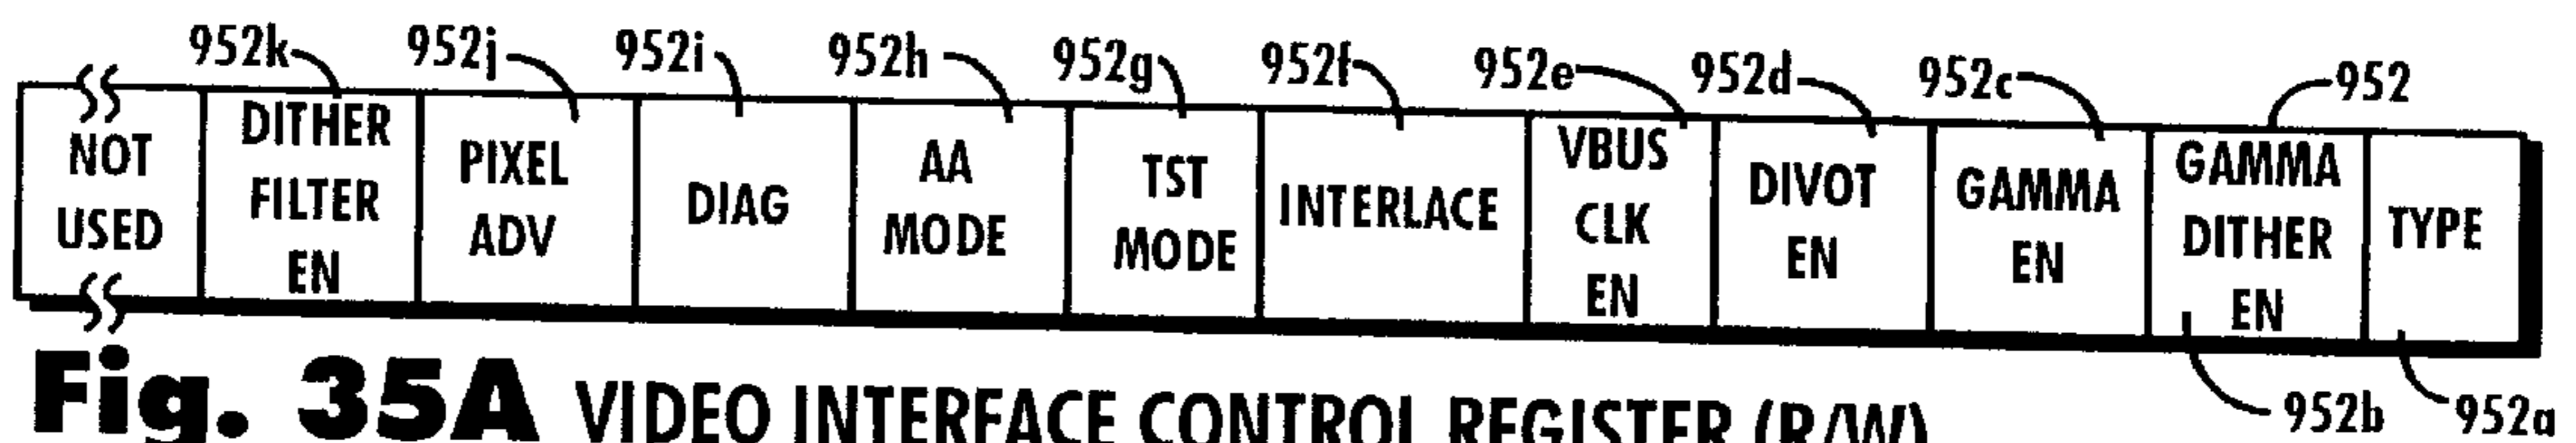 952k 952j 952i 952h 952g 952f 952e 952d 952c 952
NOT
USED
DITHER
FILTER
EN
PIXEL
ADV
DIAG
AA
MODE
TST
MODE
INTERLACE
VBUS
CLK
EN
DIVOT
EN
GAMMA
EN
GAMMA
DITHER
EN
TYPE
952b 952a
Fig. 35A VIDEO INTERFACE CONTROL REGISTER (R/W)